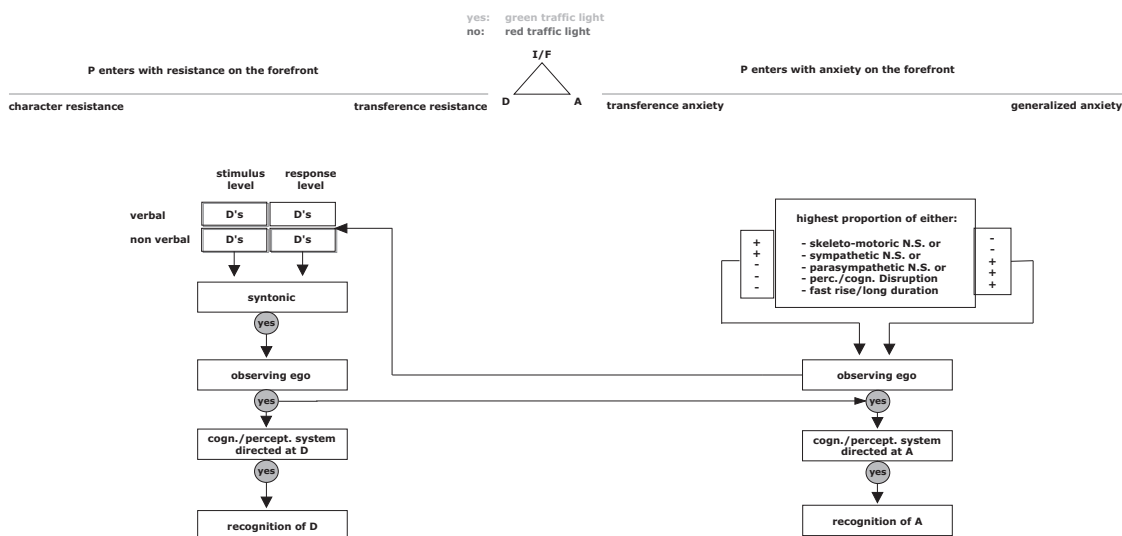 yes: green traffic light
no: red traffic light
I/F
P enters with resistance on the forefront
P enters with anxiety on the forefront
D
A
character resistance
transference resistance
transference anxiety
generalized anxiety
stimulus
level
response
level
verbal
D's
D's
non verbal
D's
D's
syntonic
yes
observing ego
yes
cogn./percept. system
directed at D
yes
recognition of D
highest proportion of either:
+
+
-
-
-
- skeleto-motoric N.S. or
- sympathetic N.S. or
- parasympathetic N.S. or
- perc./cogn. Disruption
- fast rise/long duration
-
-
+
+
+
observing ego
yes
cogn./percept. system
directed at A
yes
recognition of A